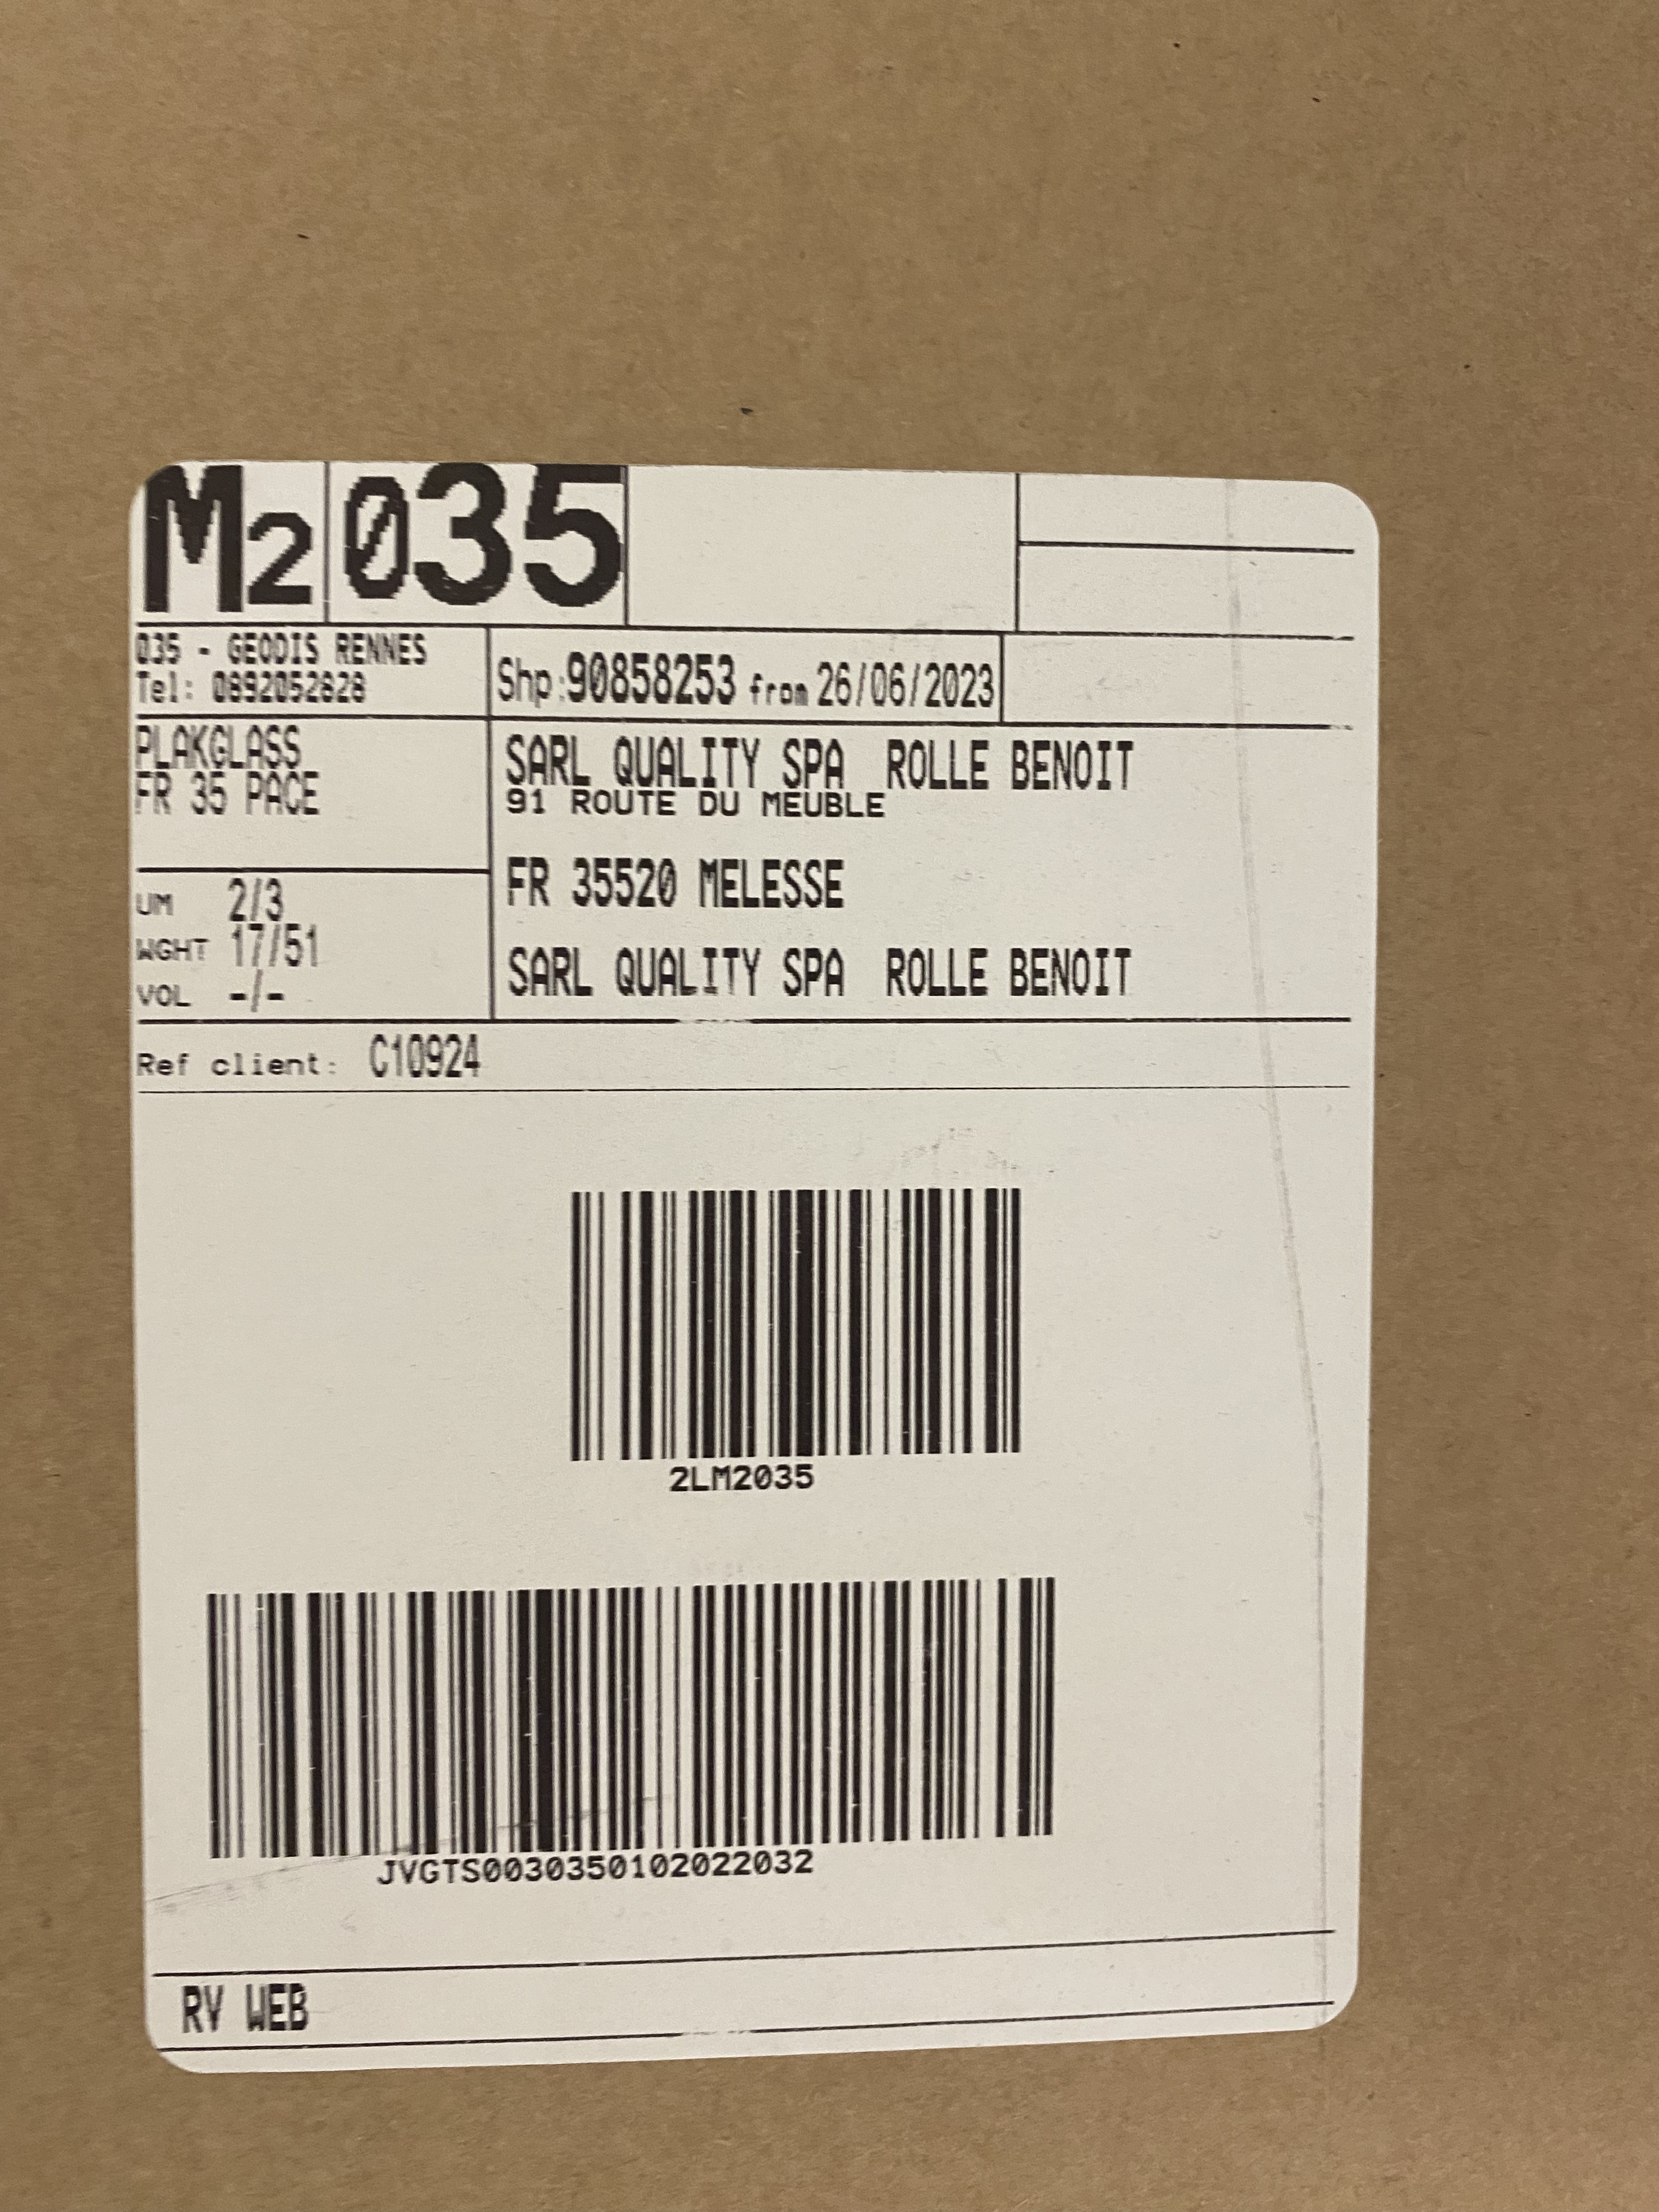 M2 035
035 - GEODIS RENNES
Tel: 0892052828
Shp:90858253 from 26/06/2023
PLAKGLASS
FR 35 PACE
SARL QUALITY SPA ROLLE BENOIT
91 ROUTE DU MEUBLE
FR 35520 MELESSE
SARL QUALITY SPA ROLLE BENOIT
UM 2/3
WGHT 17/51
VOL -/-
Ref client: C10924
2LM2035
JVGTS0030350102022032
RV WEB